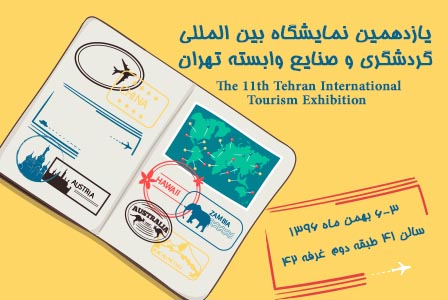 یازدهمین نمایشگاه بین المللی
گردشگری و صنایع وابسته تهران
The 11th Tehran International
Tourism Exhibition
CHINA
AUSTRIA
HAWAII
ZAMBIA
AUSTRALIA
۳-۶ بهمن ماه ۱۳۹۶
سالن ۴۱ طبقه دوم غرفه ۴۲